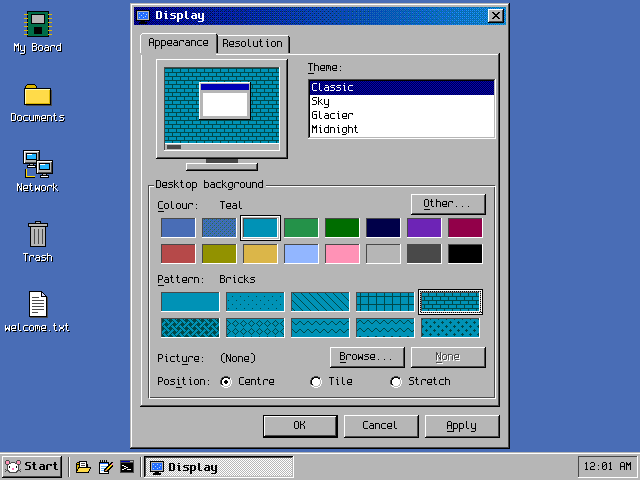 My Board
Documents
Network
Trash
welcome.txt
Display
Appearance
Resolution
Theme:
Classic
Sky
Glacier
Midnight
Desktop background
Colour: Teal
Other...
Pattern: Bricks
Picture: (None)
Browse...
None
Position: Centre Tile Stretch
OK
Cancel
Apply
Start
Display
12:01 AM